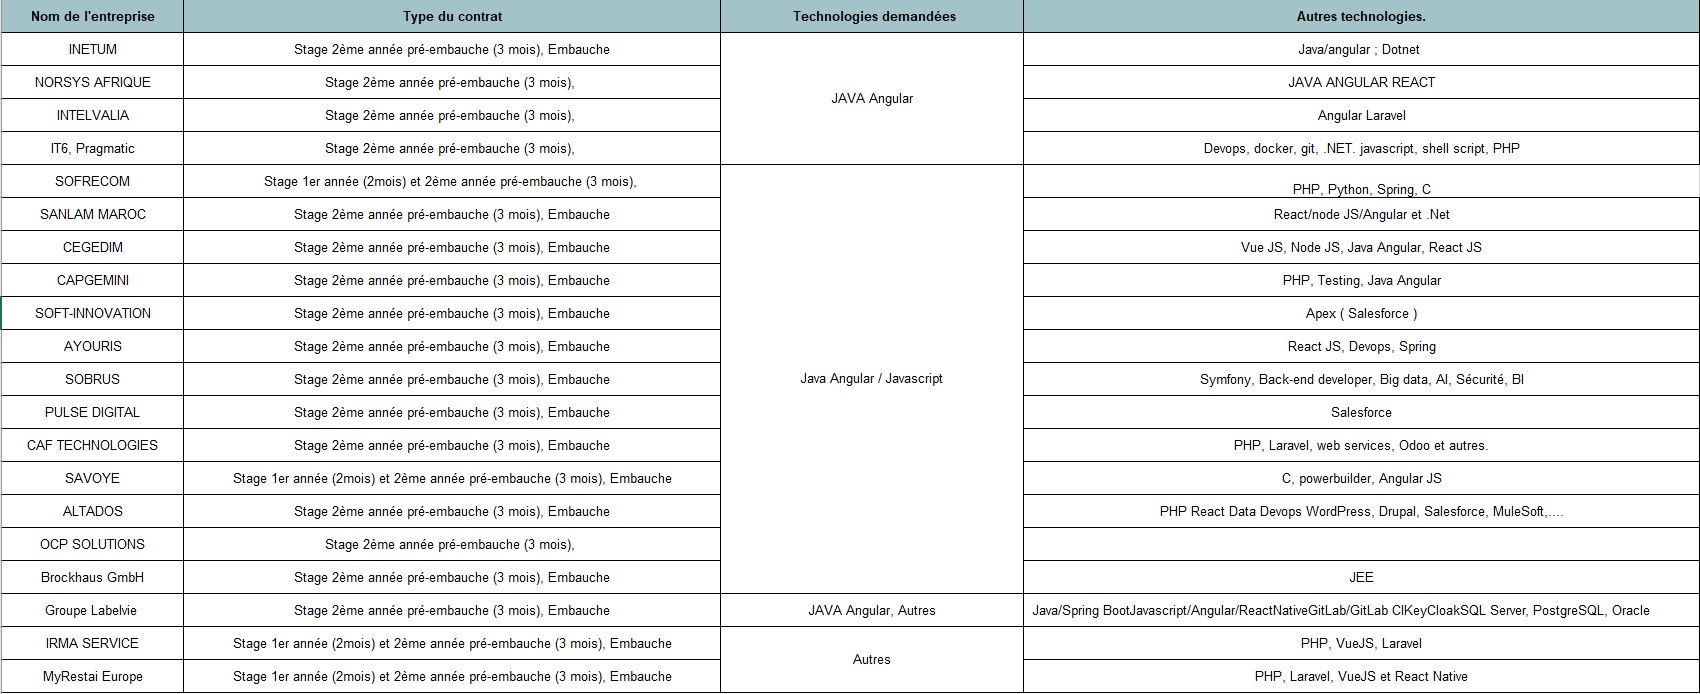 Nom de l'entreprise Type du contrat Technologies demandées Autres technologies.
INETUM Stage 2ème année pré-embauche (3 mois), Embauche Java/angular ; Dotnet
NORSYS AFRIQUE Stage 2ème année pré-embauche (3 mois), JAVA ANGULAR REACT
JAVA Angular
INTELVALIA Stage 2ème année pré-embauche (3 mois), Angular Laravel
IT6, Pragmatic Stage 2ème année pré-embauche (3 mois), Devops, docker, git, .NET. javascript, shell script, PHP
SOFRECOM Stage 1er année (2mois) et 2ème année pré-embauche (3 mois), PHP, Python, Spring, C
SANLAM MAROC Stage 2ème année pré-embauche (3 mois), Embauche React/node JS/Angular et .Net
CEGEDIM Stage 2ème année pré-embauche (3 mois), Embauche Vue JS, Node JS, Java Angular, React JS
CAPGEMINI Stage 2ème année pré-embauche (3 mois), Embauche PHP, Testing, Java Angular
SOFT-INNOVATION Stage 2ème année pré-embauche (3 mois), Embauche Apex ( Salesforce )
AYOURIS Stage 2ème année pré-embauche (3 mois), Embauche React JS, Devops, Spring
SOBRUS Stage 2ème année pré-embauche (3 mois), Embauche Java Angular / Javascript Symfony, Back-end developer, Big data, AI, Sécurité, BI
PULSE DIGITAL Stage 2ème année pré-embauche (3 mois), Embauche Salesforce
CAF TECHNOLOGIES Stage 2ème année pré-embauche (3 mois), Embauche PHP, Laravel, web services, Odoo et autres.
SAVOYE Stage 1er année (2mois) et 2ème année pré-embauche (3 mois), Embauche C, powerbuilder, Angular JS
ALTADOS Stage 2ème année pré-embauche (3 mois), Embauche PHP React Data Devops WordPress, Drupal, Salesforce, MuleSoft,....
OCP SOLUTIONS Stage 2ème année pré-embauche (3 mois),
Brockhaus GmbH Stage 2ème année pré-embauche (3 mois), Embauche JEE
Groupe Labelvie Stage 2ème année pré-embauche (3 mois), Embauche JAVA Angular, Autres Java/Spring BootJavascript/Angular/ReactNativeGitLab/GitLab CIKeyCloakSQL Server, PostgreSQL, Oracle
IRMA SERVICE Stage 1er année (2mois) et 2ème année pré-embauche (3 mois), Embauche PHP, VueJS, Laravel
Autres
MyRestai Europe Stage 1er année (2mois) et 2ème année pré-embauche (3 mois), Embauche PHP, Laravel, VueJS et React Native